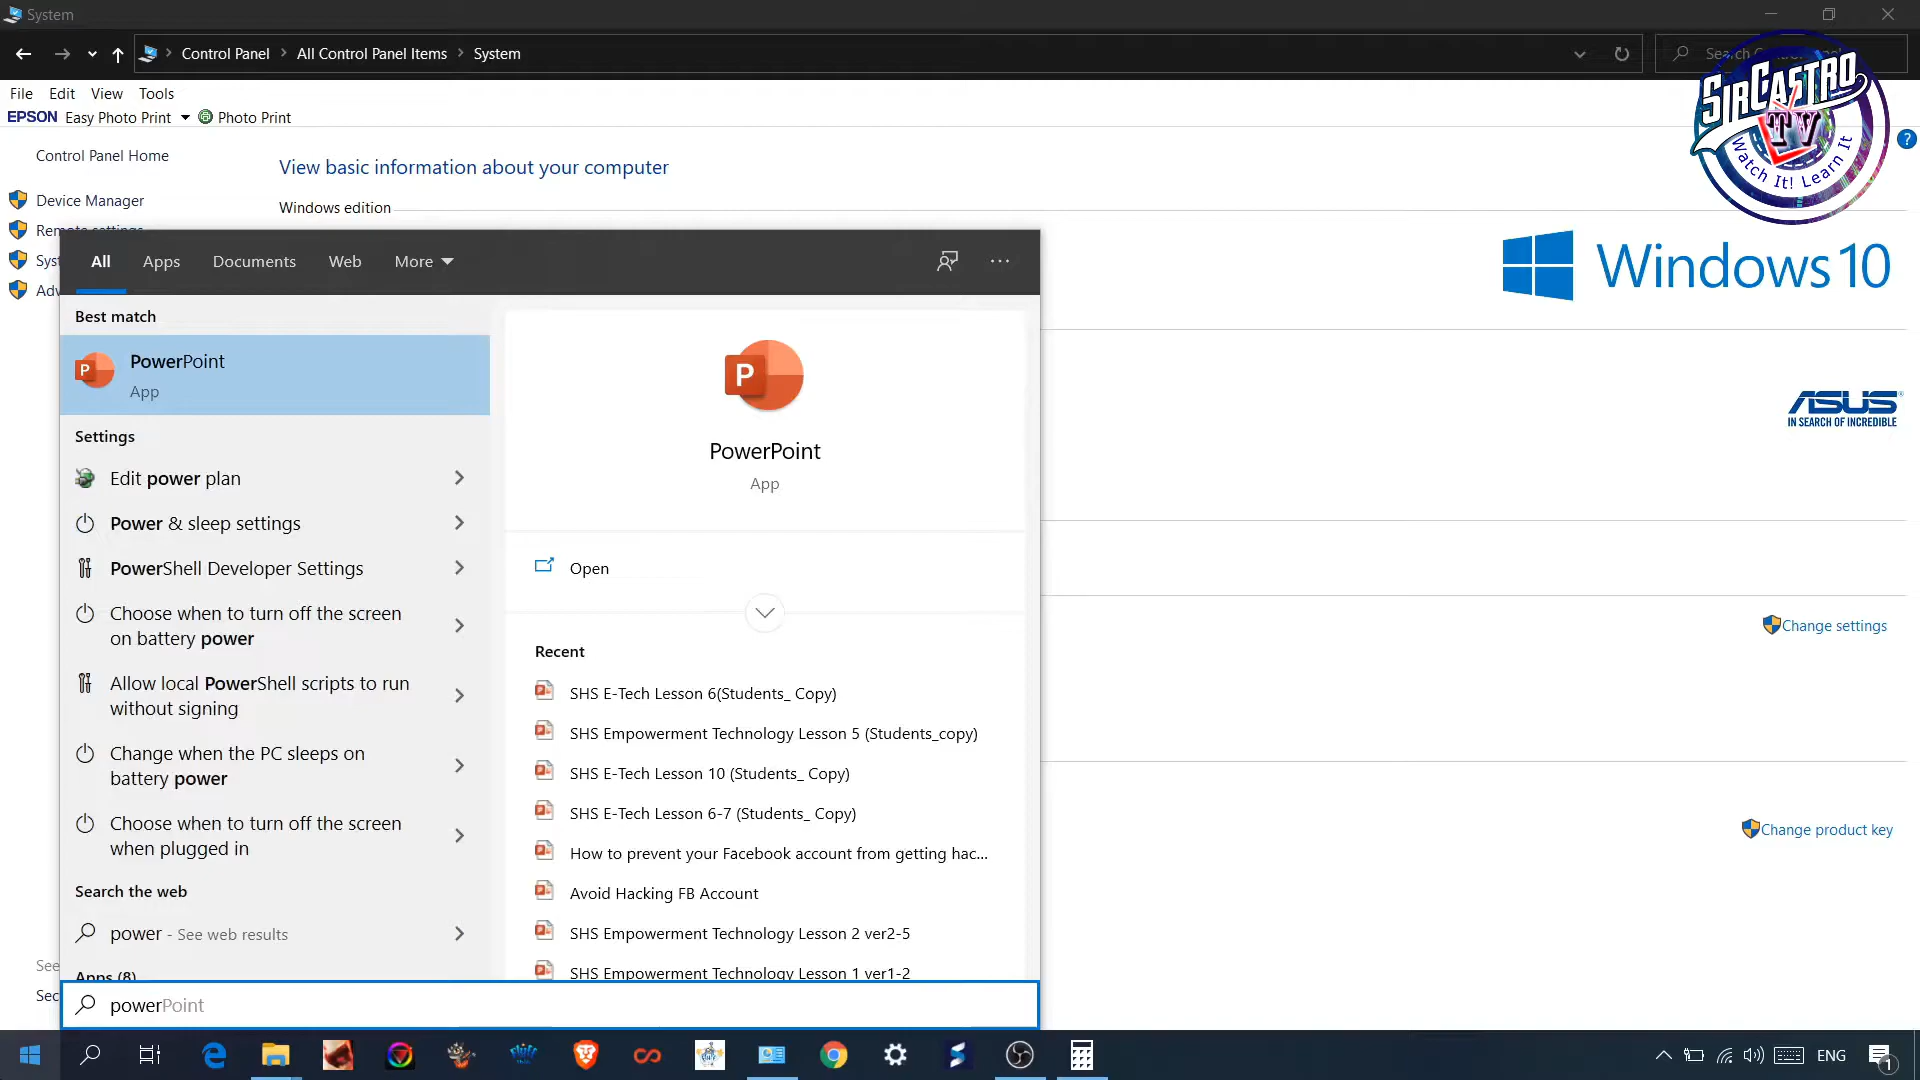 System
Control Panel
All Control Panel Items
System
SIRCASTRO
TV
Watch It! Learn It
File Edit View Tools
EPSON Easy Photo Print Photo Print
?
Control Panel Home
View basic information about your computer
Device Manager
Windows edition
Windows 10
ASUS
IN SEARCH OF INCREDIBLE
Change settings
Change product key
All Apps Documents Web More
Best match
PowerPoint
App
Settings
Edit power plan
Power & sleep settings
PowerShell Developer Settings
Choose when to turn off the screen
on battery power
Allow local PowerShell scripts to run
without signing
Change when the PC sleeps on
battery power
Choose when to turn off the screen
when plugged in
Search the web
power - See web results
Apps (8)
P
PowerPoint
App
Open
Recent
SHS E-Tech Lesson 6(Students_ Copy)
SHS Empowerment Technology Lesson 5 (Students_copy)
SHS E-Tech Lesson 10 (Students_ Copy)
SHS E-Tech Lesson 6-7 (Students_ Copy)
How to prevent your Facebook account from getting hac...
Avoid Hacking FB Account
SHS Empowerment Technology Lesson 2 ver2-5
SHS Empowerment Technology Lesson 1 ver1-2
See
Sec
powerPoint
ENG
1